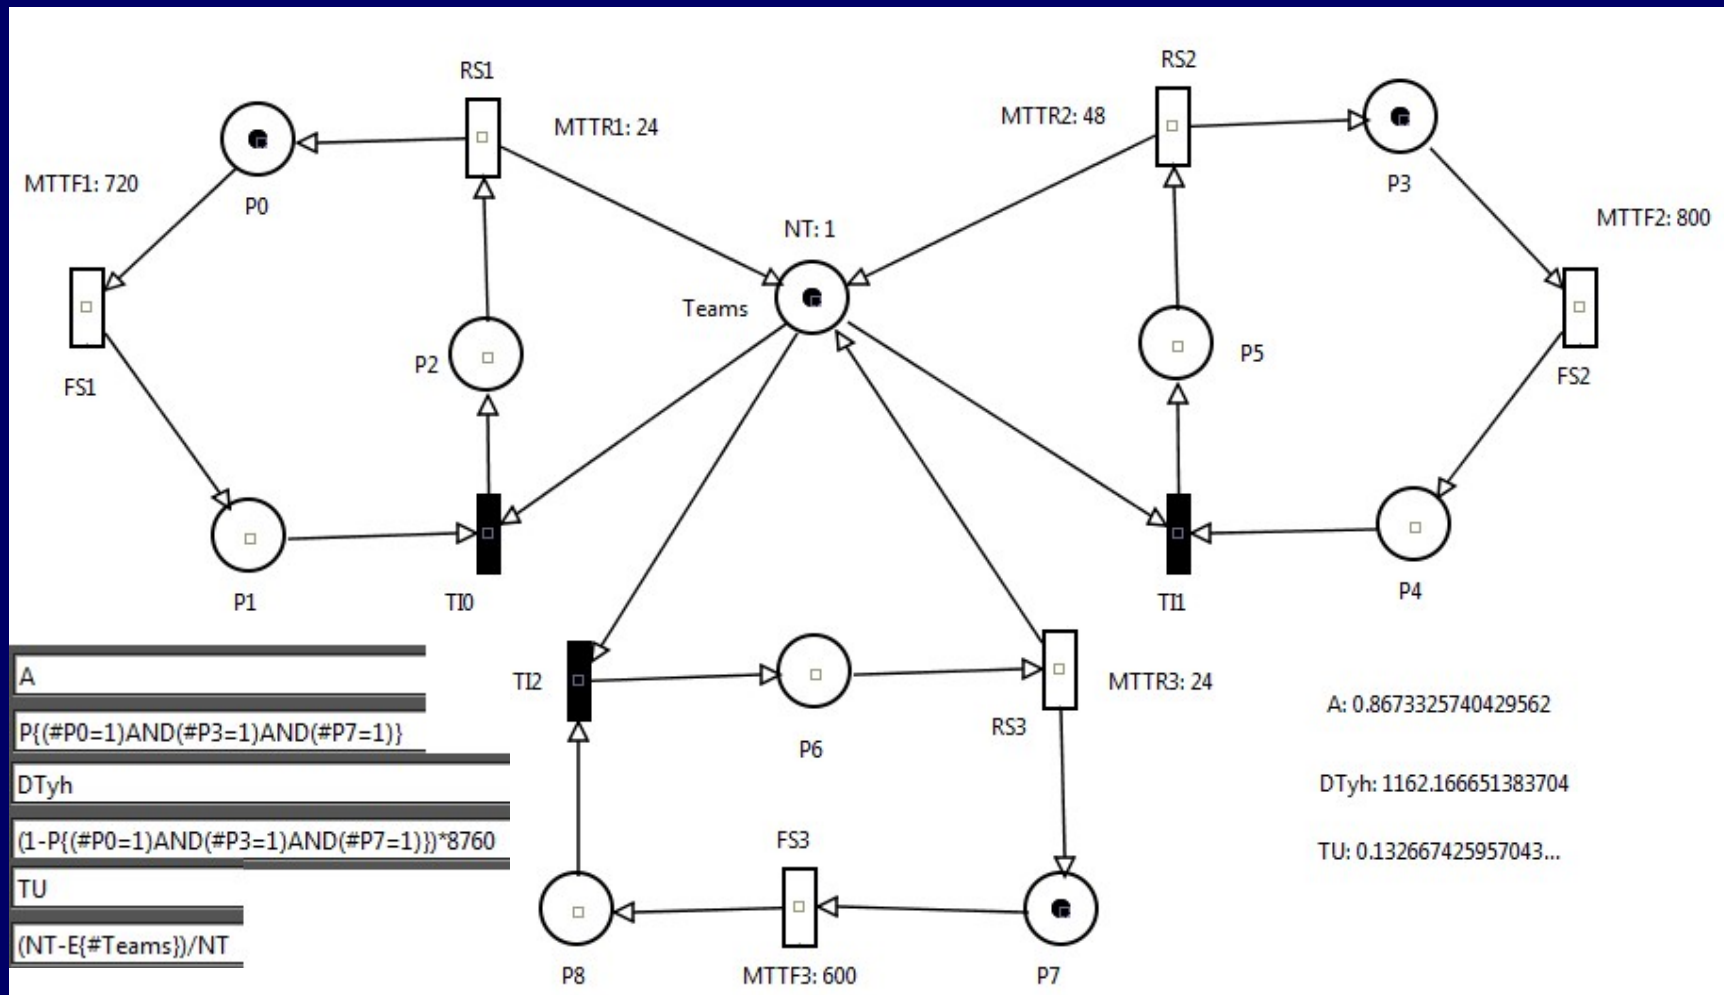 RS1
RS2
MTTR1: 24
MTTR2: 48
MTTF1: 720
P0
P3
NT: 1
MTTF2: 800
Teams
P2
P5
FS1
FS2
P1
TI0
TI1
P4
A
P{(#P0=1)AND(#P3=1)AND(#P7=1)}
DTyh
(1-P{(#P0=1)AND(#P3=1)AND(#P7=1)})*8760
TU
(NT-E{#Teams})/NT
TI2
P6
RS3
MTTR3: 24
FS3
P8
MTTF3: 600
P7
A: 0.8673325740429562
DTyh: 1162.166651383704
TU: 0.132667425957043...